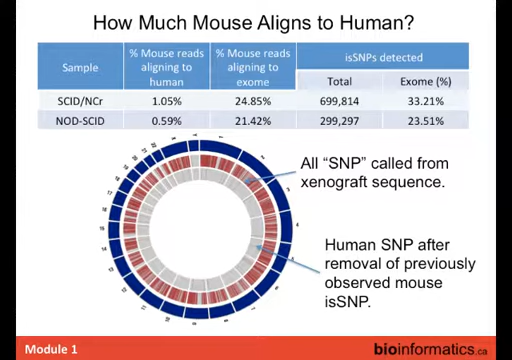 How Much Mouse Aligns to Human?
Sample
% Mouse reads aligning to human
% Mouse reads aligning to exome
isSNPs detected
Total
Exome (%)
SCID/NCr 1.05% 24.85% 699,814 33.21%
NOD-SCID 0.59% 21.42% 299,297 23.51%
All “SNP” called from
xenograft sequence.
Human SNP after
removal of previously
observed mouse
isSNP.
Module 1
bioinformatics.ca